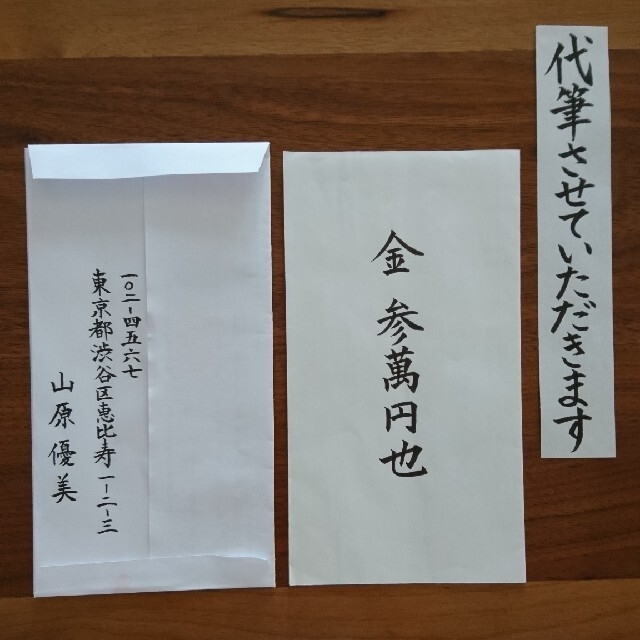 代筆させていただきます
金 参萬円也
一〇二-四五六七
東京都渋谷区恵比寿一-二-三
山原優美